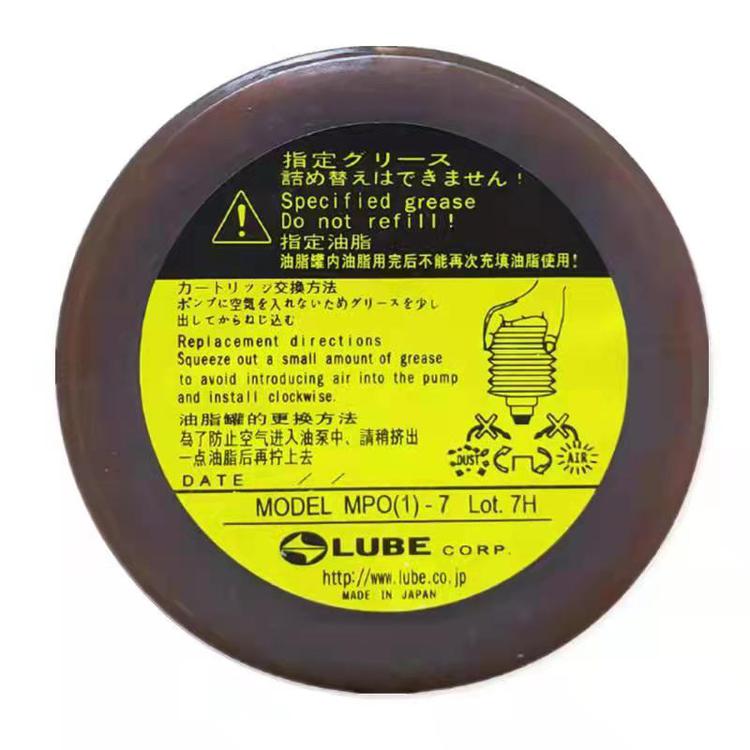 指定グリース
詰め替えはできません！
Specified grease
Do not refill!
指定油脂
油脂罐内油脂用完后不能再次充填油脂使用!
カートリッジ交換方法
ポンプに空気を入れないためグリースを少し
出してからねじ込む
Replacement directions
Squeeze out a small amount of grease
to avoid introducing air into the pump
and install clockwise.
油脂罐的更换方法
為了防止空气进入油泵中、請稍挤出
一点油脂后再拧上去
DUST
AIR
DATE / /
MODEL MPO(1)-7 Lot. 7H
LUBE CORP.
http://www.lube.co.jp
MADE IN JAPAN